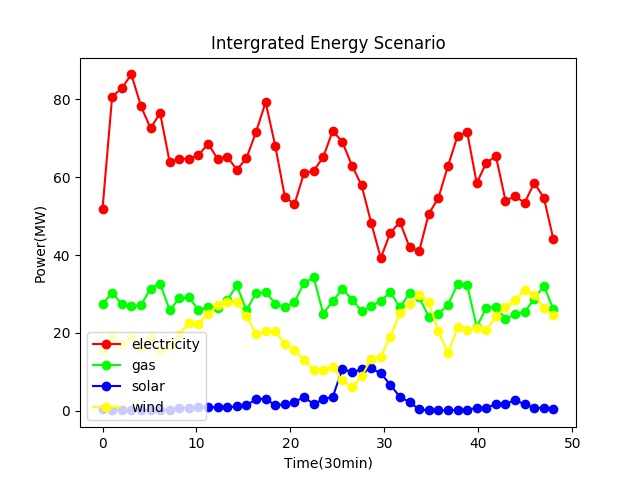 Intergrated Energy Scenario
Power(MW)
80
60
40
20
0
electricity
gas
solar
wind
0 10 20 30 40 50
Time(30min)